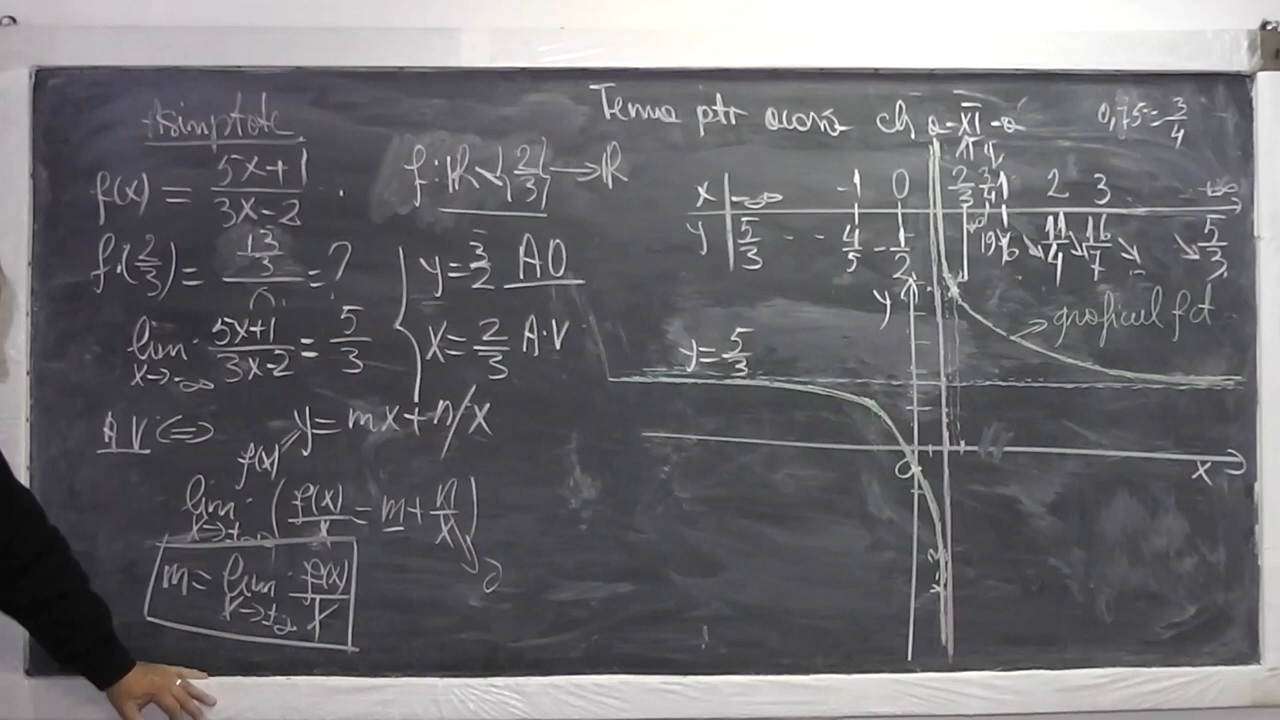 Asimptote
f(x) = 5x+1 / 3x-2 .
f: R \ {2/3} → R
f(2/3) = 13/3 / 0 = ?
y = 3/2 AO
lim x→-∞ 5x+1 / 3x-2 = 5/3
x = 2/3 A.V
AV ⇔
f(x) y = mx+n /x
lim x→±∞ ( f(x)/x = m + n/x ) 0
m = lim x→±∞ f(x)/x
Tema ptr acasă cls a-XI-a
0,75 = 3/4
x | -∞ -1 0 2/3 3/4 1 2 3 +∞
y | 5/3 4/5 -1/2 19 6 11/4 16/7 5/3
y
graficul fct
y = 5/3
O
x